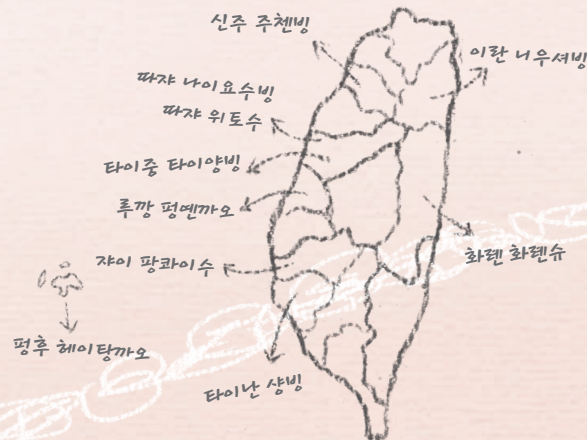 신주 주첸빙
이란 니우셔빙
따쟈 나이요수빙
따쟈 위토수
타이중 타이양빙
루깡 펑옌까오
쟈이 팡콰이수
화롄 화롄슈
펑후 헤이탕까오
타이난 샹빙